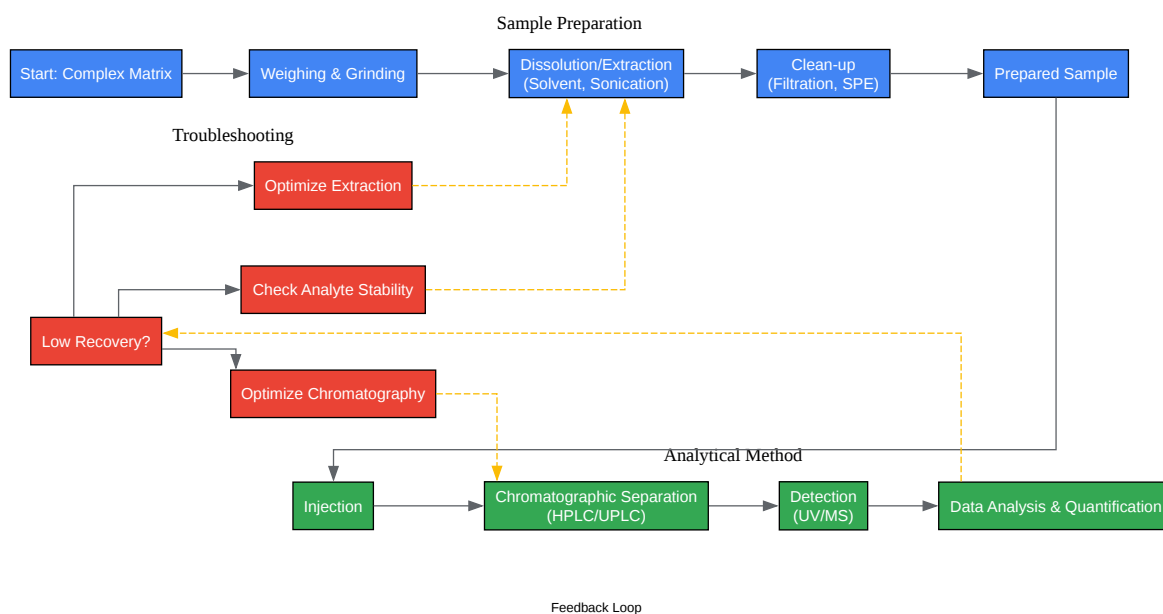 Sample Preparation
Start: Complex Matrix
Weighing & Grinding
Dissolution/Extraction
(Solvent, Sonication)
Clean-up
(Filtration, SPE)
Prepared Sample
Troubleshooting
Optimize Extraction
Check Analyte Stability
Low Recovery?
Optimize Chromatography
Analytical Method
Injection
Chromatographic Separation
(HPLC/UPLC)
Detection
(UV/MS)
Data Analysis & Quantification
Feedback Loop